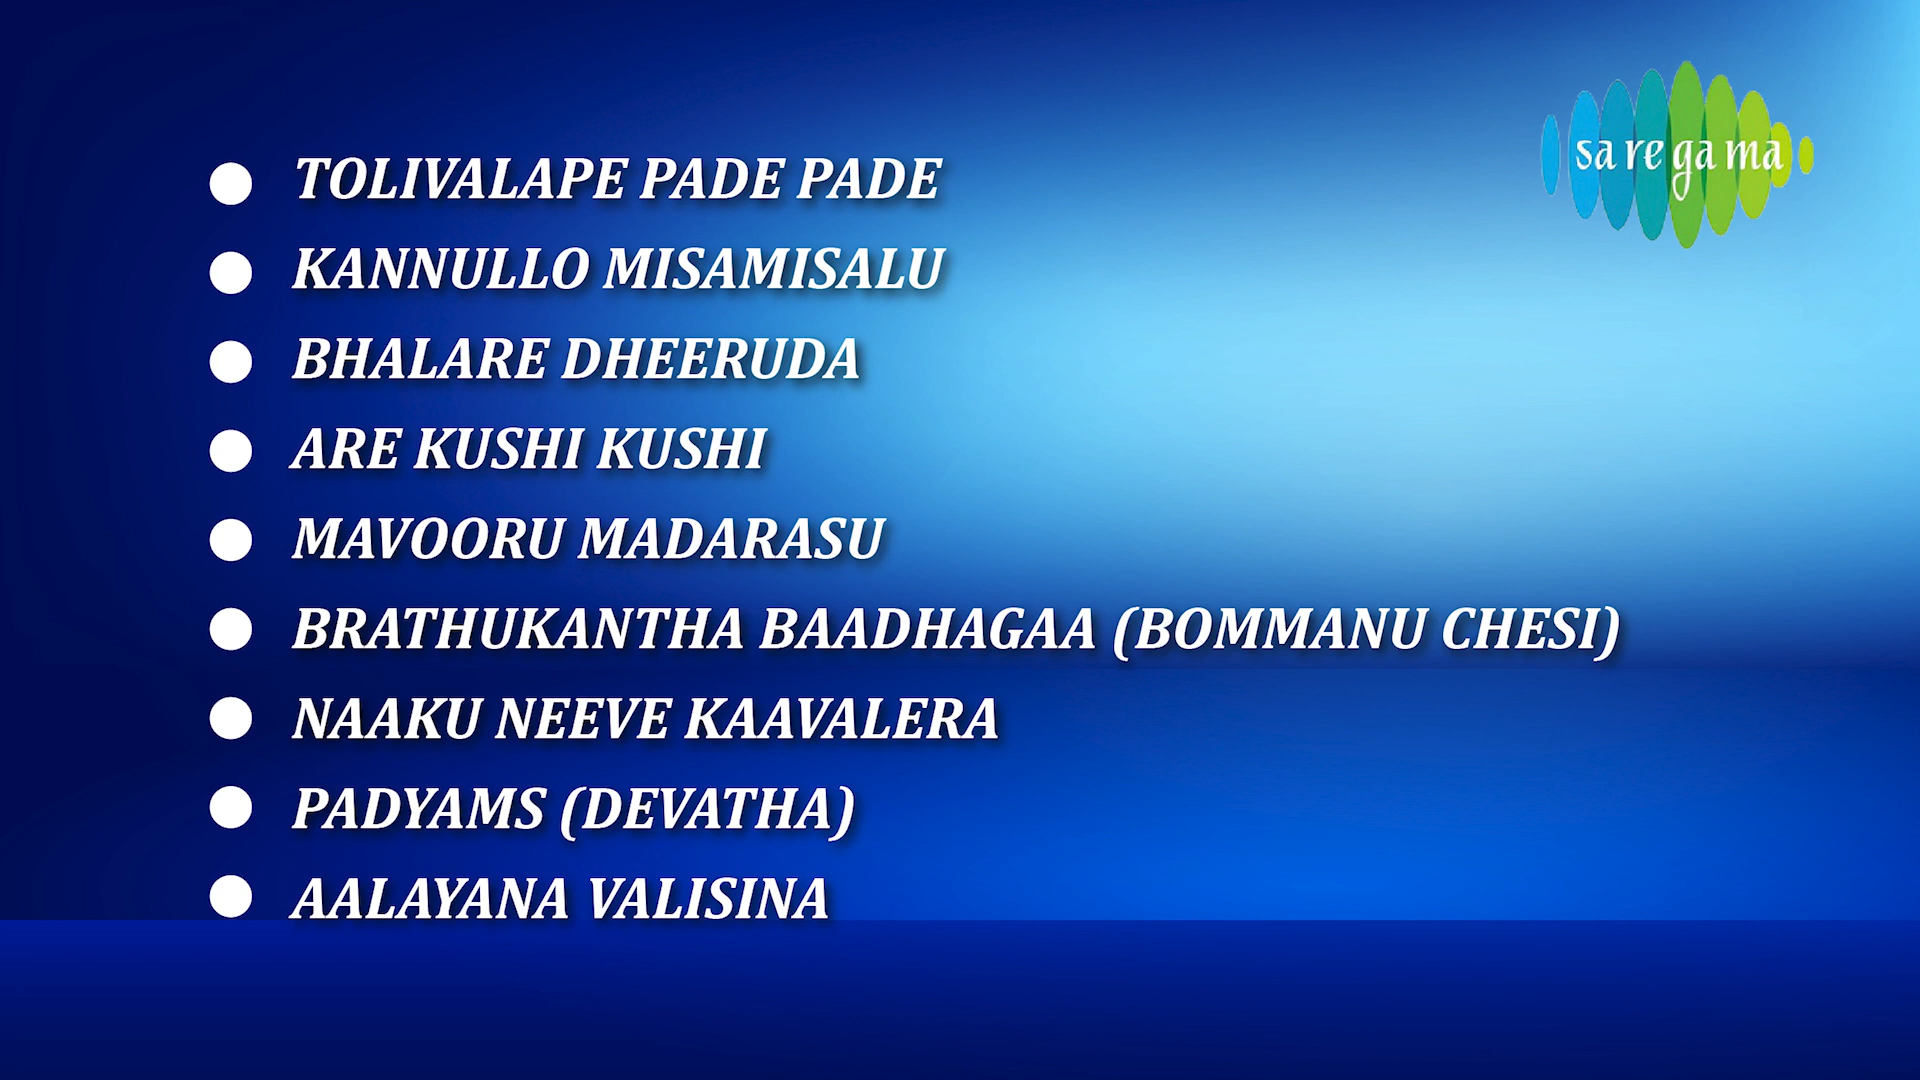 sa re ga ma
● TOLIVALAPE PADE PADE
● KANNULLO MISAMISALU
● BHALARE DHEERUDA
● ARE KUSHI KUSHI
● MAVOORU MADARASU
● BRATHUKANTHA BAADHAGAA (BOMMANU CHESI)
● NAAKU NEEVE KAAVALERA
● PADYAMS (DEVATHA)
● AALAYANA VALISINA